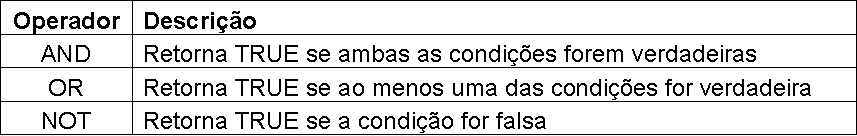 Operador Descrição
AND Retorna TRUE se ambas as condições forem verdadeiras
OR Retorna TRUE se ao menos uma das condições for verdadeira
NOT Retorna TRUE se a condição for falsa